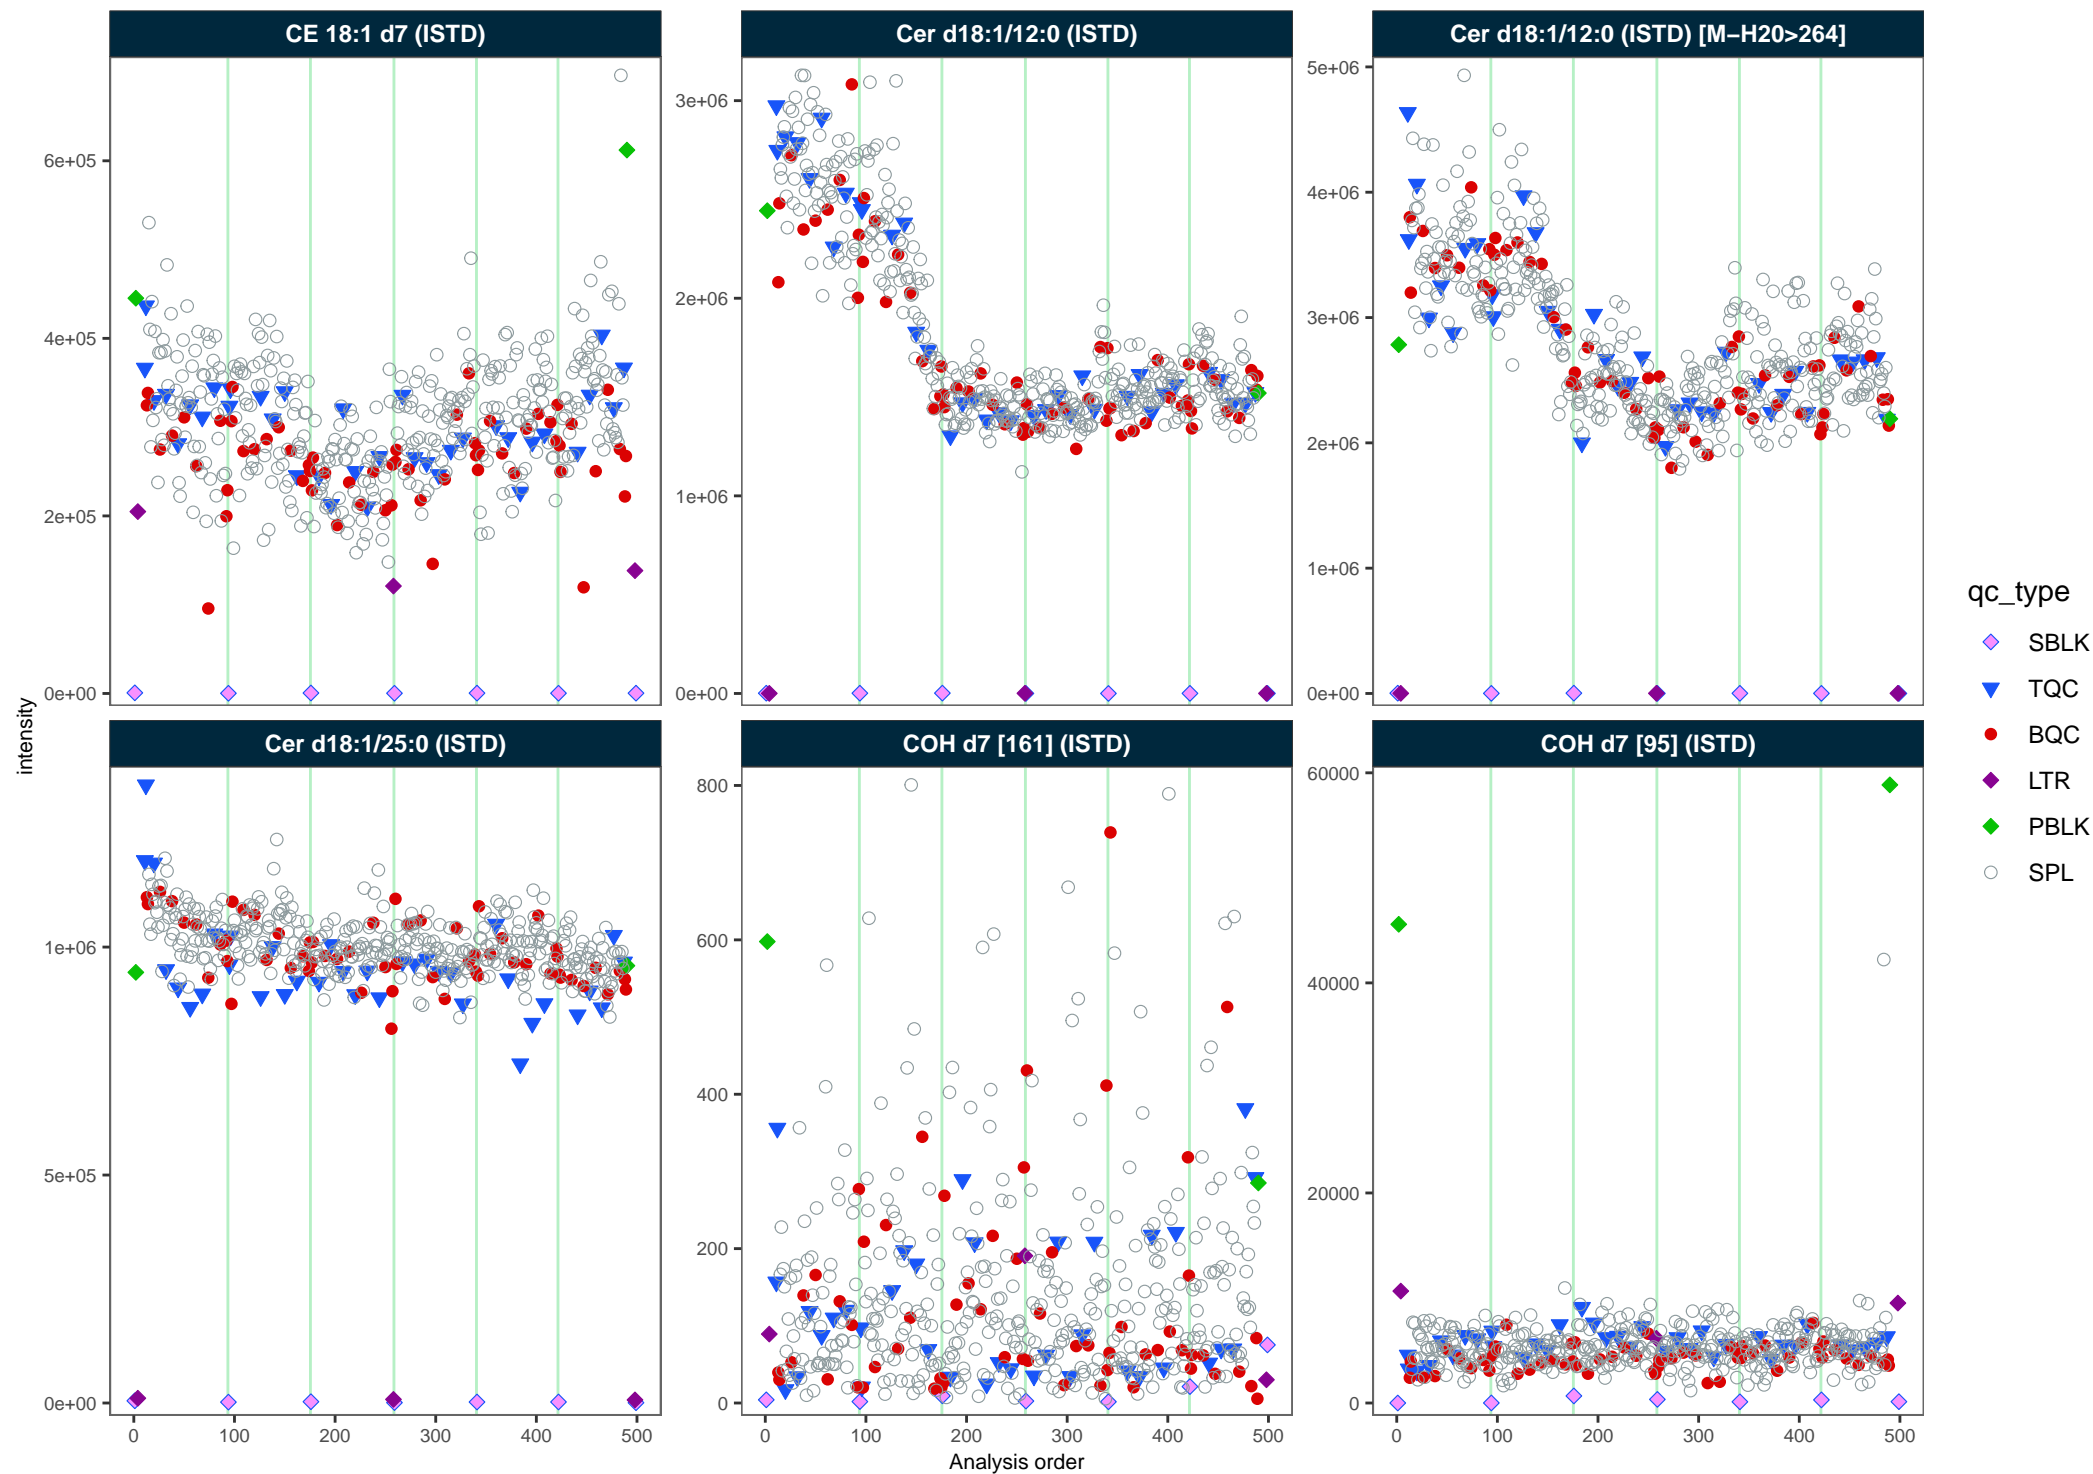 CE 18:1 d7 (ISTD)
Cer d18:1/12:0 (ISTD)
Cer d18:1/12:0 (ISTD) [M−H20>264]
6e+05
4e+05
2e+05
0e+00
3e+06
2e+06
1e+06
0e+00
5e+06
4e+06
3e+06
2e+06
1e+06
0e+00
intensity
Cer d18:1/25:0 (ISTD)
COH d7 [161] (ISTD)
COH d7 [95] (ISTD)
1e+06
5e+05
0e+00
800
600
400
200
0
60000
40000
20000
0
0 100 200 300 400 500
0 100 200 300 400 500
0 100 200 300 400 500
Analysis order
qc_type
SBLK
TQC
BQC
LTR
PBLK
SPL